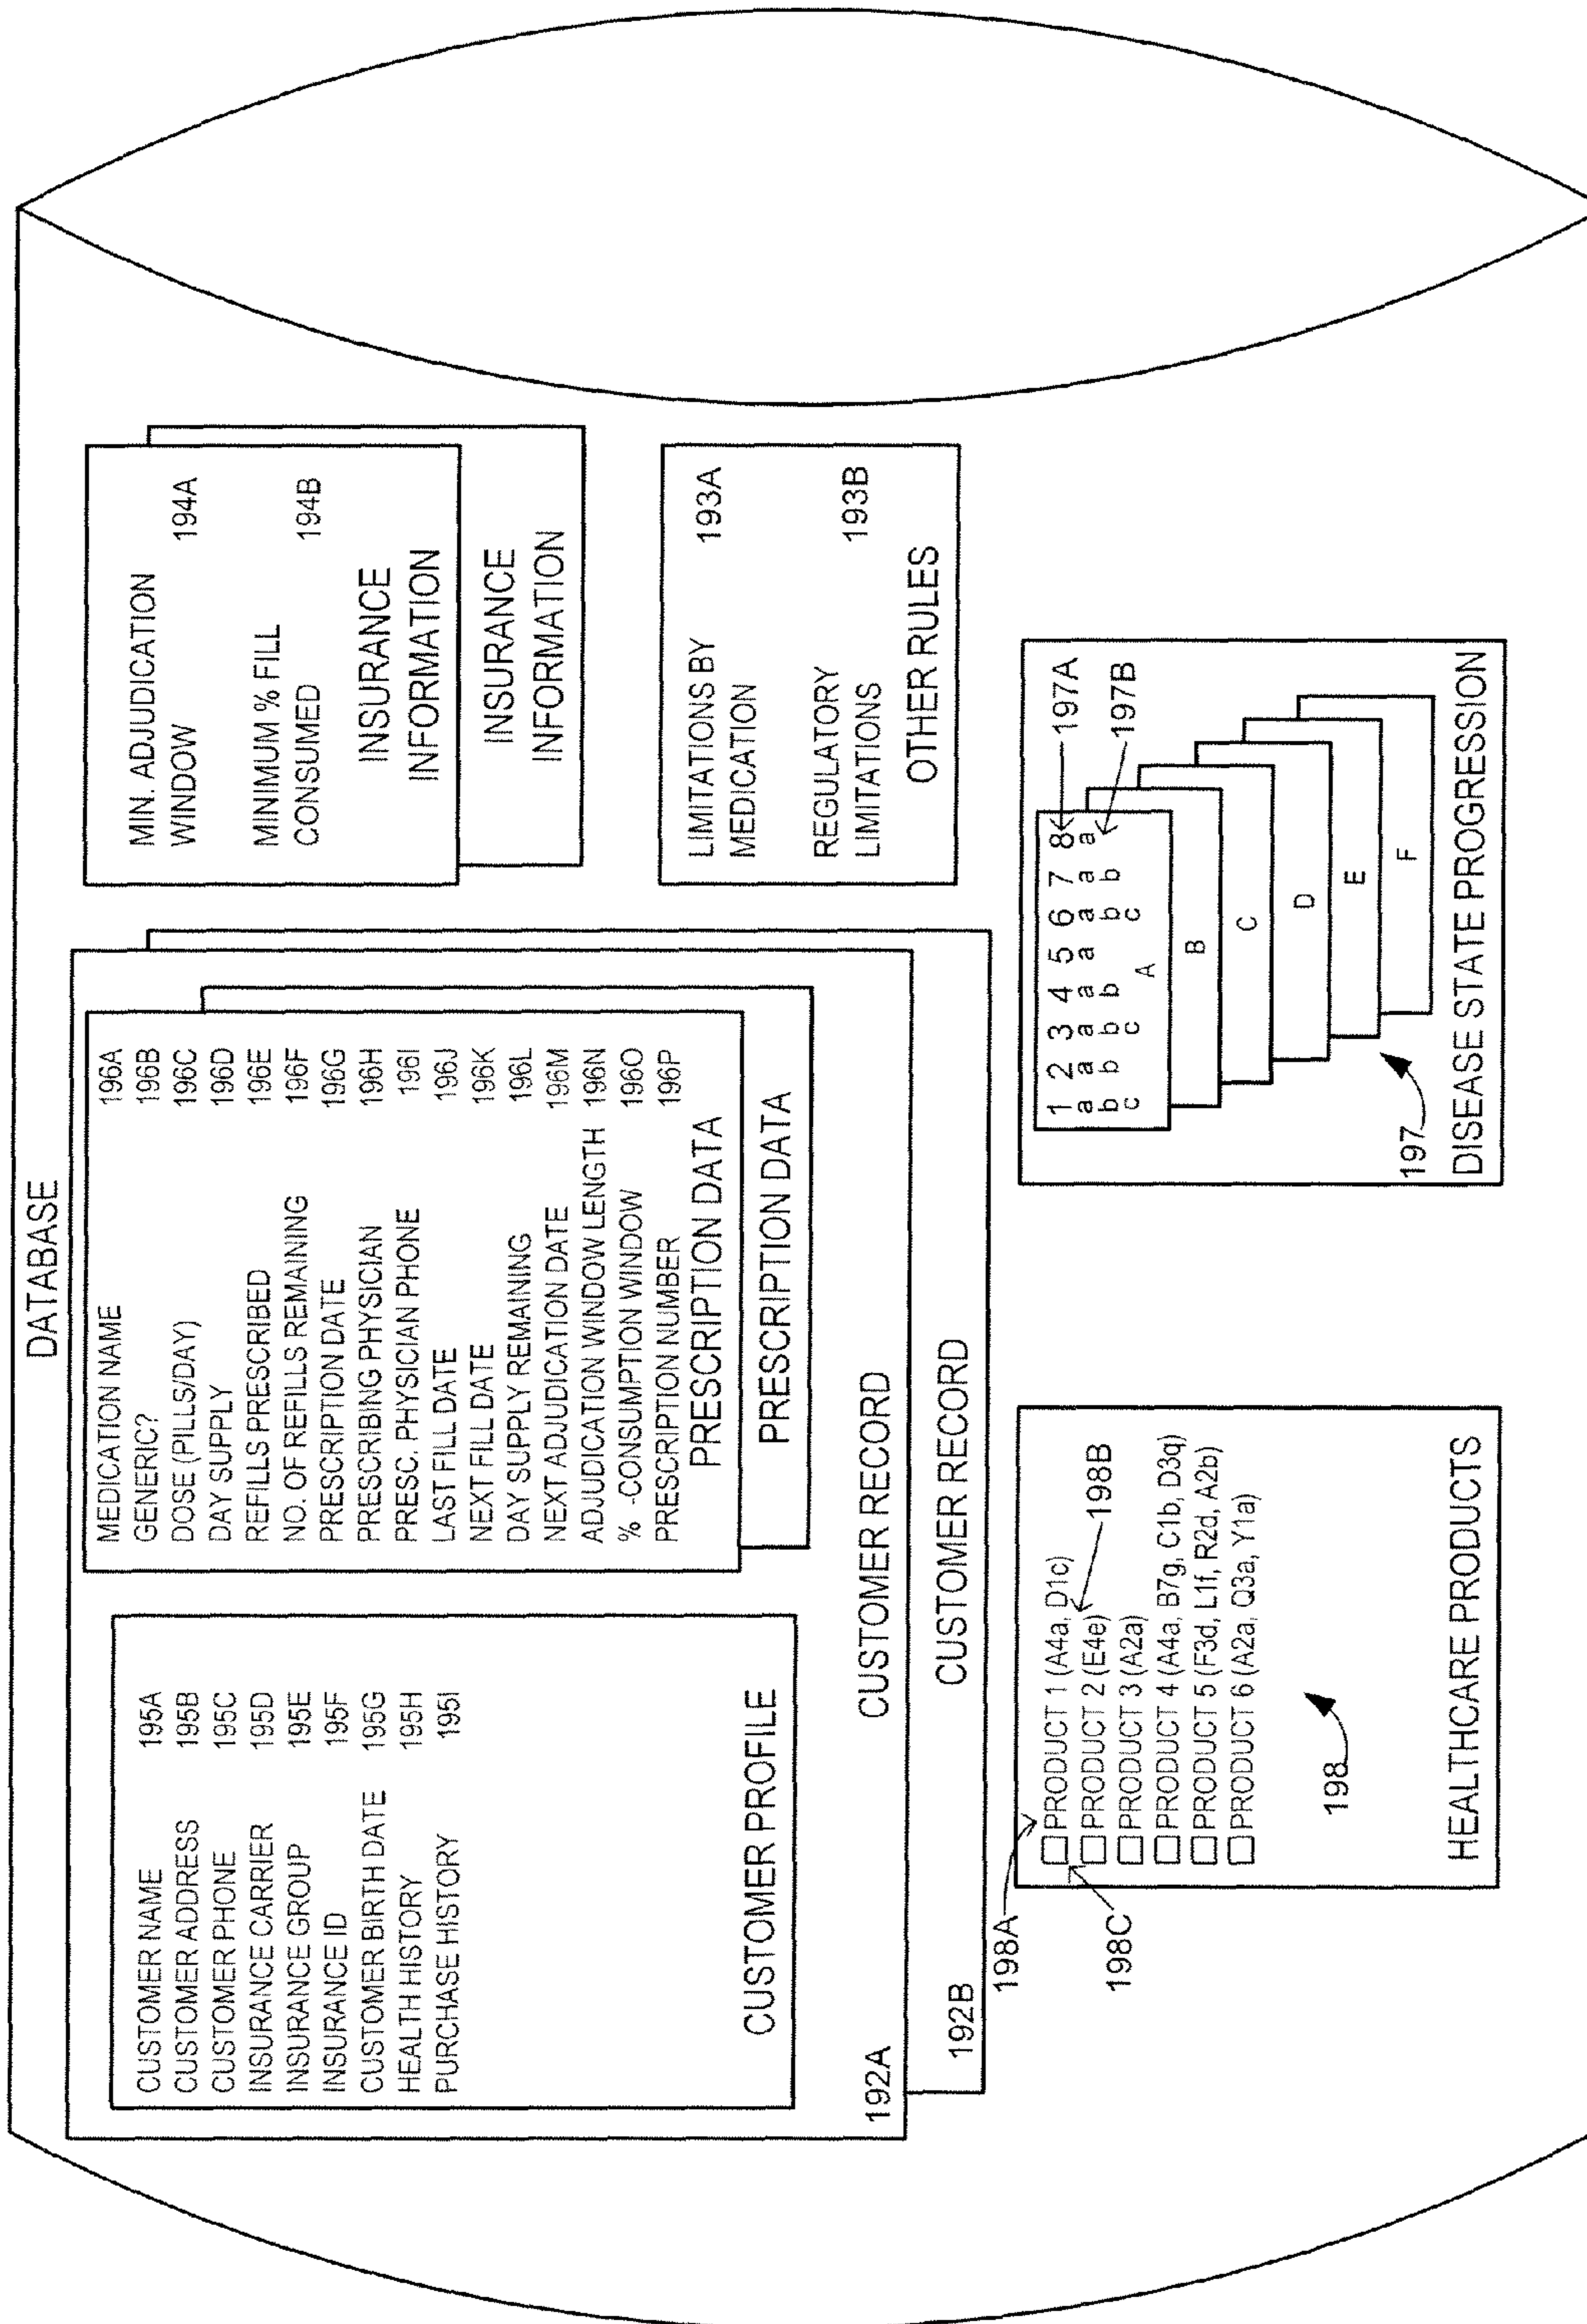 DATABASE
CUSTOMER NAME 195A
CUSTOMER ADDRESS 195B
CUSTOMER PHONE 195C
INSURANCE CARRIER 195D
INSURANCE GROUP 195E
INSURANCE ID 195F
CUSTOMER BIRTH DATE 195G
HEALTH HISTORY 195H
PURCHASE HISTORY 195I
CUSTOMER PROFILE
MEDICATION NAME 196A
GENERIC? 196B
DOSE (PILLS/DAY) 196C
DAY SUPPLY 196D
REFILLS PRESCRIBED 196E
NO. OF REFILLS REMAINING 196F
PRESCRIPTION DATE 196G
PRESCRIBING PHYSICIAN 196H
PRESC. PHYSICIAN PHONE 196I
LAST FILL DATE 196J
NEXT FILL DATE 196K
DAY SUPPLY REMAINING 196L
NEXT ADJUDICATION DATE 196M
ADJUDICATION WINDOW LENGTH 196N
% -CONSUMPTION WINDOW 196O
PRESCRIPTION NUMBER 196P
PRESCRIPTION DATA
PRESCRIPTION DATA
192A CUSTOMER RECORD
192B CUSTOMER RECORD
MIN. ADJUDICATION
WINDOW 194A
MINIMUM % FILL
CONSUMED 194B
INSURANCE
INFORMATION
INSURANCE
INFORMATION
LIMITATIONS BY
MEDICATION 193A
REGULATORY
LIMITATIONS 193B
OTHER RULES
198A
198C
PRODUCT 1 (A4a, D1c)
PRODUCT 2 (E4e)
198B
PRODUCT 3 (A2a)
PRODUCT 4 (A4a, B7g, C1b, D3q)
PRODUCT 5 (F3d, L1f, R2d, A2b)
PRODUCT 6 (A2a, Q3a, Y1a)
198
HEALTHCARE PRODUCTS
1 2 3 4 5 6 7 8 197A
a a a a a a a a
b b b b b b 197B
c c c
A
B
C
D
E
F
197
DISEASE STATE PROGRESSION